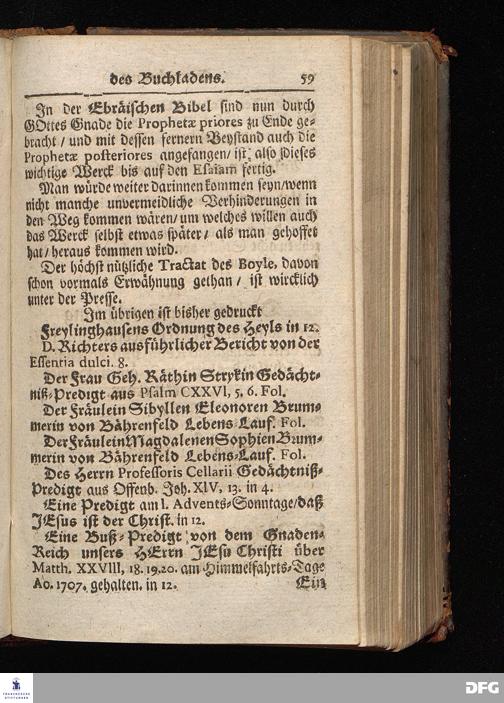 des Buchladens. 59
In der Ebräischen Bibel sind nun durch
GOttes Gnade die Prophetæ priores zu Ende ge-
bracht / und mit dessen fernern Beystand auch die
Prophetæ posteriores angefangen / ist also dieses
wichtige Werck bis auf den Esaiam fertig.
Man würde weiter darinnen kommen seyn / wenn
nicht manche unvermeidliche Verhinderungen in
den Weg kommen wären / um welches willen auch
das Werck selbst etwas später / als man gehoffet
hat / heraus kommen wird.
Der höchst nützliche Tractat des Boyle, davon
schon vormals Erwähnung gethan / ist wircklich
unter der Presse.
Im übrigen ist bisher gedruckt
Freylinghausens Ordnung des Heyls in 12.
D. Richters ausführlicher Bericht von der
Essentia dulci. 8.
Der Frau Geh. Räthin Strykin Gedächt-
niß-Predigt aus Psalm CXXVI, 5. 6. Fol.
Der Fräulein Sibyllen Eleonoren Brum-
merin von Bährenfeld Lebens-Lauf. Fol.
Der Fräulein Magdalenen Sophien Brum-
merin von Bährenfeld Lebens-Lauf. Fol.
Des Herrn Professoris Cellarii Gedächtniß-
Predigt aus Offenb. Joh. XIV, 13. in 4.
Eine Predigt am I. Advents-Sonntage / daß
JEsus ist der Christ. in 12.
Eine Buß-Predigt von dem Gnaden-
Reich unsers HErrn JEsu Christi über
Matth. XXVIII, 18. 19. 20. am Himmelfahrts-Tage
Ao. 1707. gehalten. in 12. Ein
FRANCKESCHE STIFTUNGEN
DFG